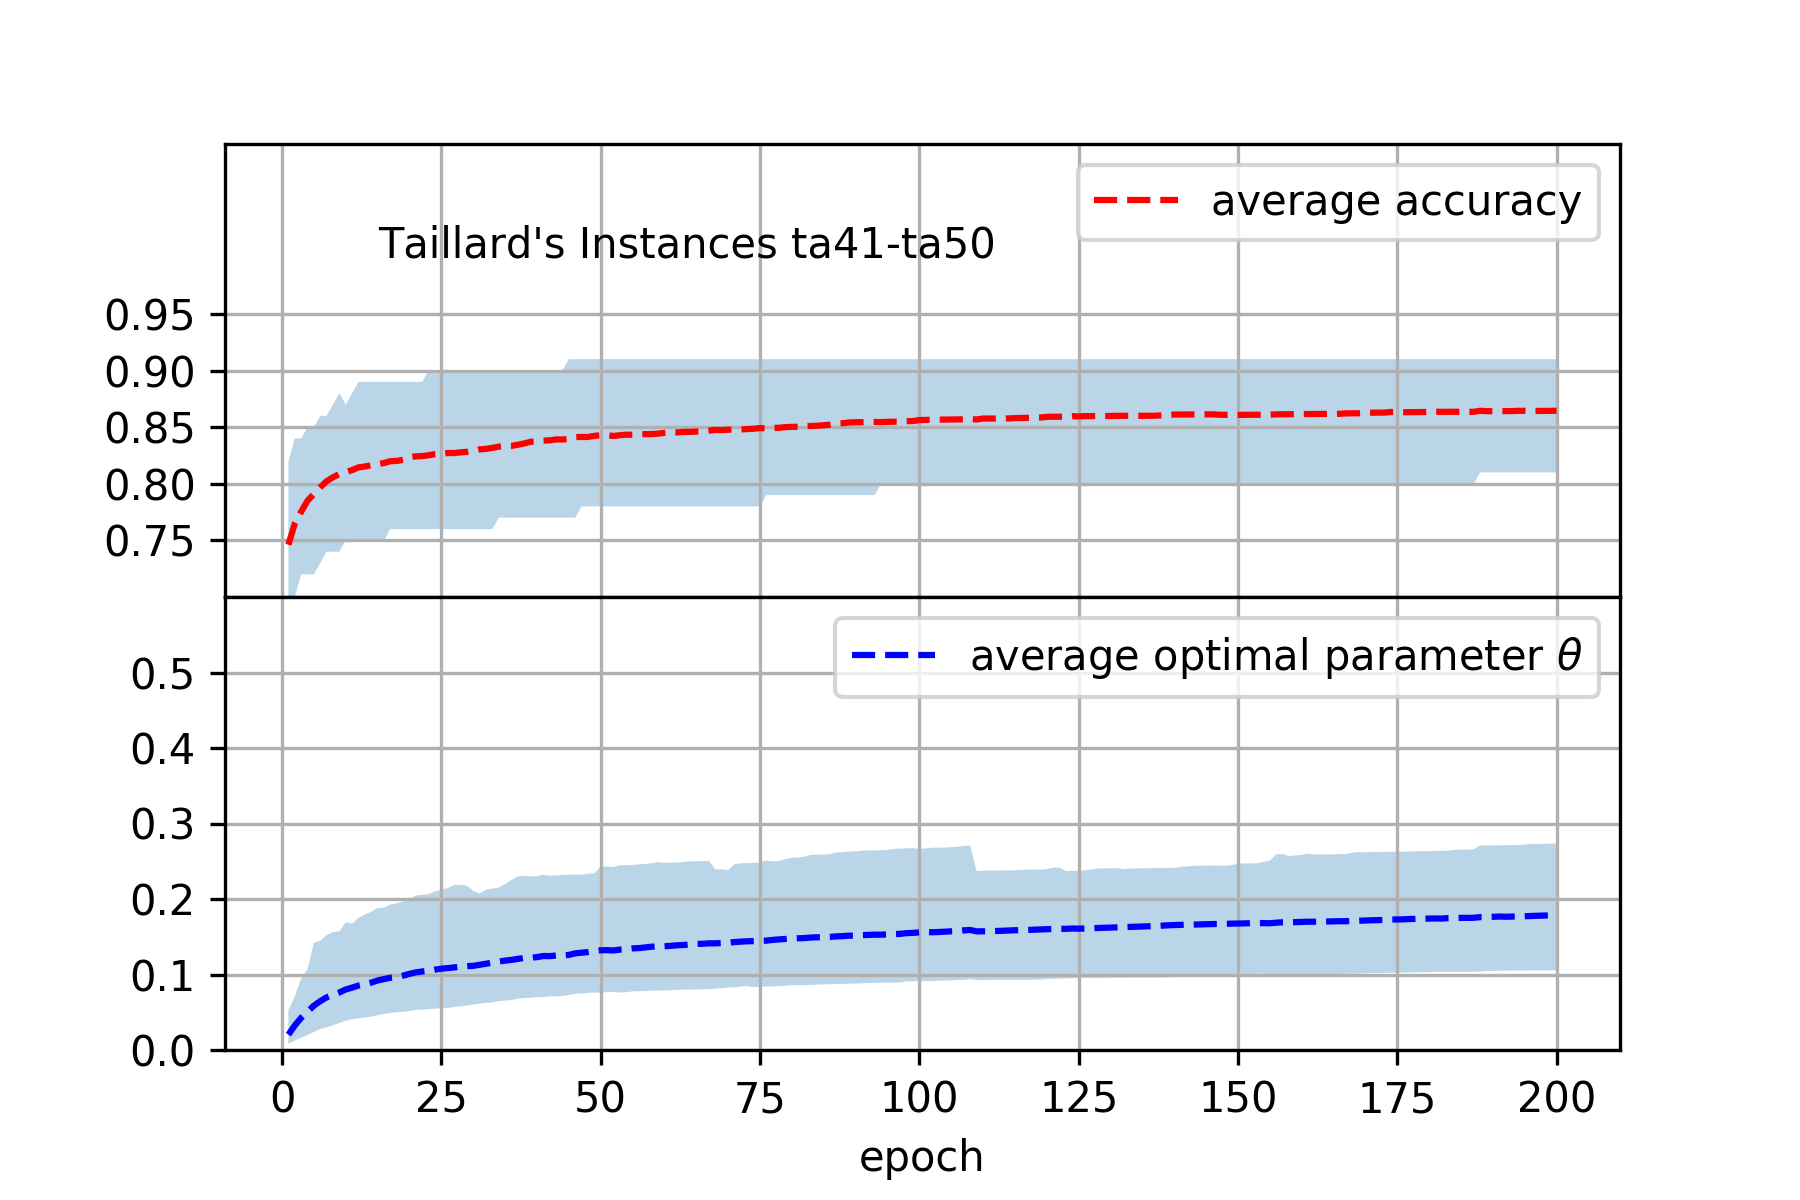 average accuracy
Taillard's Instances ta41-ta50
0.95
0.90
0.85
0.80
0.75
average optimal parameter θ
0.5
0.4
0.3
0.2
0.1
0.0
0 25 50 75 100 125 150 175 200
epoch